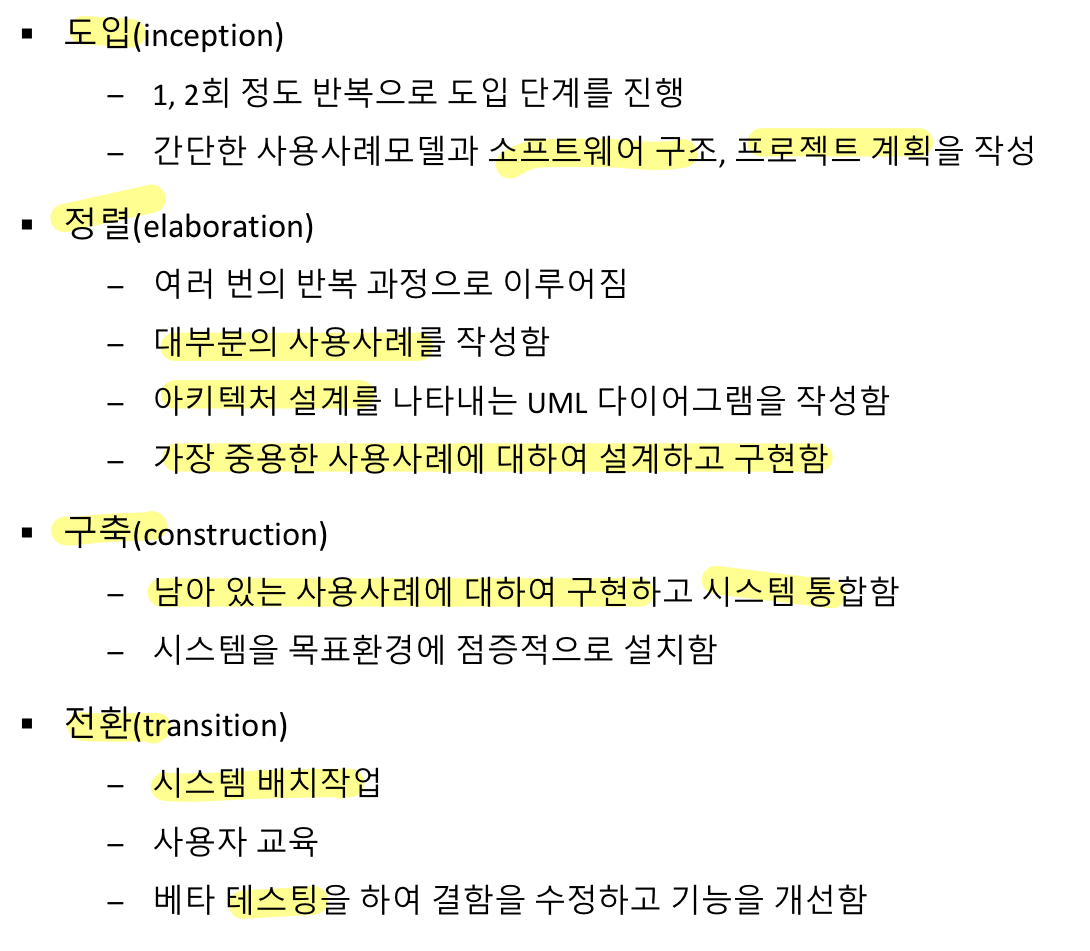 ▪ 도입(inception)
– 1, 2회 정도 반복으로 도입 단계를 진행
– 간단한 사용사례모델과 소프트웨어 구조, 프로젝트 계획을 작성
▪ 정렬(elaboration)
– 여러 번의 반복 과정으로 이루어짐
– 대부분의 사용사례를 작성함
– 아키텍처 설계를 나타내는 UML 다이어그램을 작성함
– 가장 중용한 사용사례에 대하여 설계하고 구현함
▪ 구축(construction)
– 남아 있는 사용사례에 대하여 구현하고 시스템 통합함
– 시스템을 목표환경에 점증적으로 설치함
▪ 전환(transition)
– 시스템 배치작업
– 사용자 교육
– 베타 테스팅을 하여 결함을 수정하고 기능을 개선함